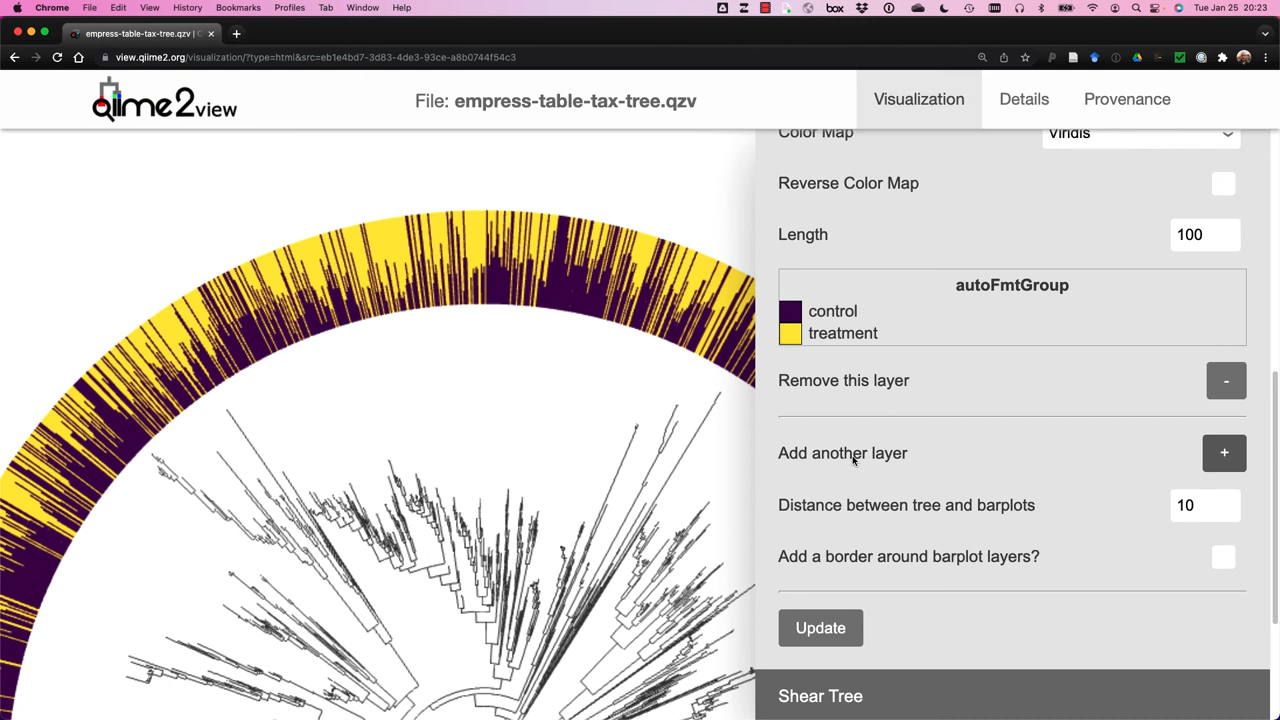 Chrome File Edit View History Bookmarks Profiles Tab Window Help box Tue Jan 25 20:23
empress-table-tax-tree.qzv |
view.qiime2.org/visualization/?type=html&src=eb1e4bd7-3d83-4de3-93ce-a8b0744f54c3
qiime2view File: empress-table-tax-tree.qzv Visualization Details Provenance
Color Map Viridis
Reverse Color Map
Length 100
autoFmtGroup
control
treatment
Remove this layer -
Add another layer +
Distance between tree and barplots 10
Add a border around barplot layers?
Update
Shear Tree